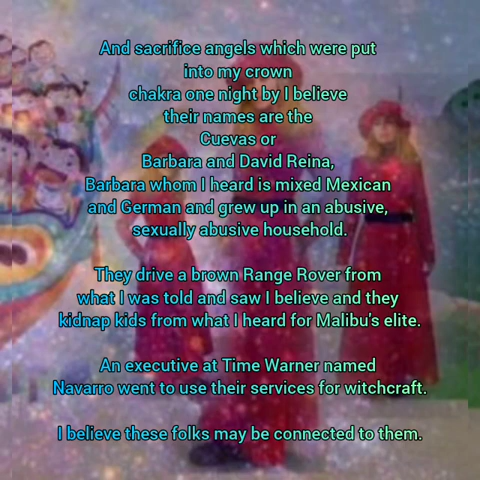 And sacrifice angels which were put
into my crown
chakra one night by I believe
their names are the
Cuevas or
Barbara and David Reina,
Barbara whom I heard is mixed Mexican
and German and grew up in an abusive,
sexually abusive household.
They drive a brown Range Rover from
what I was told and saw I believe and they
kidnap kids from what I heard for Malibu's elite.
An executive at Time Warner named
Navarro went to use their services for witchcraft.
I believe these folks may be connected to them.